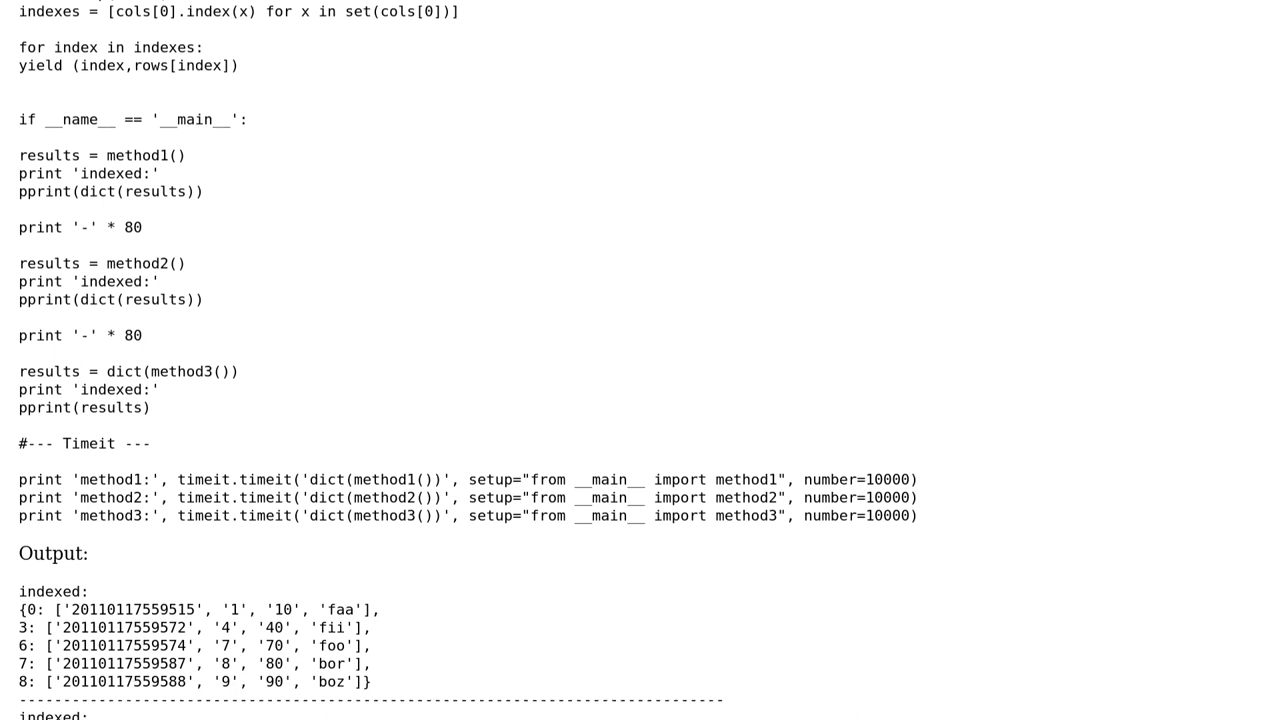 indexes = [cols[0].index(x) for x in set(cols[0])]
for index in indexes:
yield (index,rows[index])
if __name__ == '__main__':
results = method1()
print 'indexed:'
pprint(dict(results))
print '-' * 80
results = method2()
print 'indexed:'
pprint(dict(results))
print '-' * 80
results = dict(method3())
print 'indexed:'
pprint(results)
#--- Timeit ---
print 'method1:', timeit.timeit('dict(method1())', setup="from __main__ import method1", number=10000)
print 'method2:', timeit.timeit('dict(method2())', setup="from __main__ import method2", number=10000)
print 'method3:', timeit.timeit('dict(method3())', setup="from __main__ import method3", number=10000)
Output:
indexed:
{0: ['20110117559515', '1', '10', 'faa'],
3: ['20110117559572', '4', '40', 'fii'],
6: ['20110117559574', '7', '70', 'foo'],
7: ['20110117559587', '8', '80', 'bor'],
8: ['20110117559588', '9', '90', 'boz']}
--------------------------------------------------------------------------------
indexed: